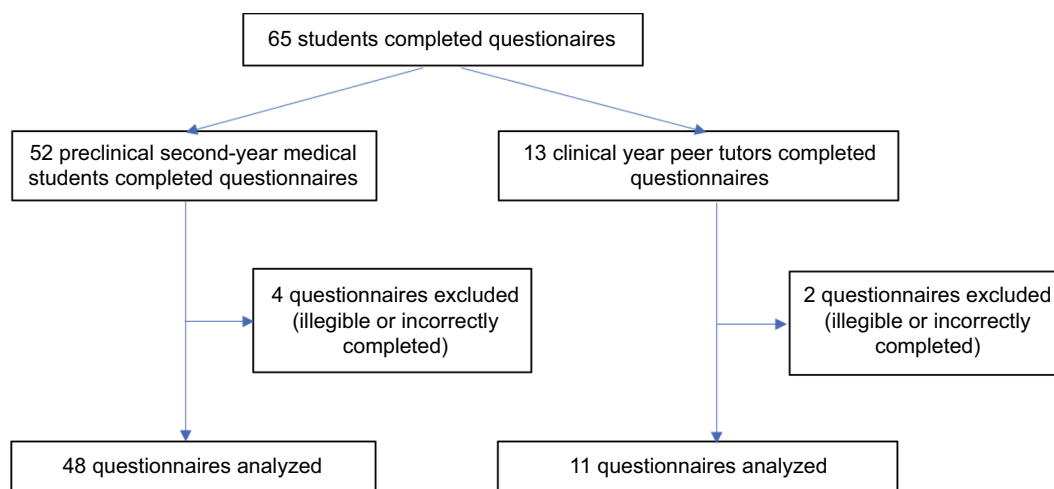 65 students completed questionaires
52 preclinical second-year medical
students completed questionnaires
13 clinical year peer tutors completed
questionnaires
4 questionnaires excluded
(illegible or incorrectly
completed)
2 questionnaires excluded
(illegible or incorrectly
completed)
48 questionnaires analyzed
11 questionnaires analyzed